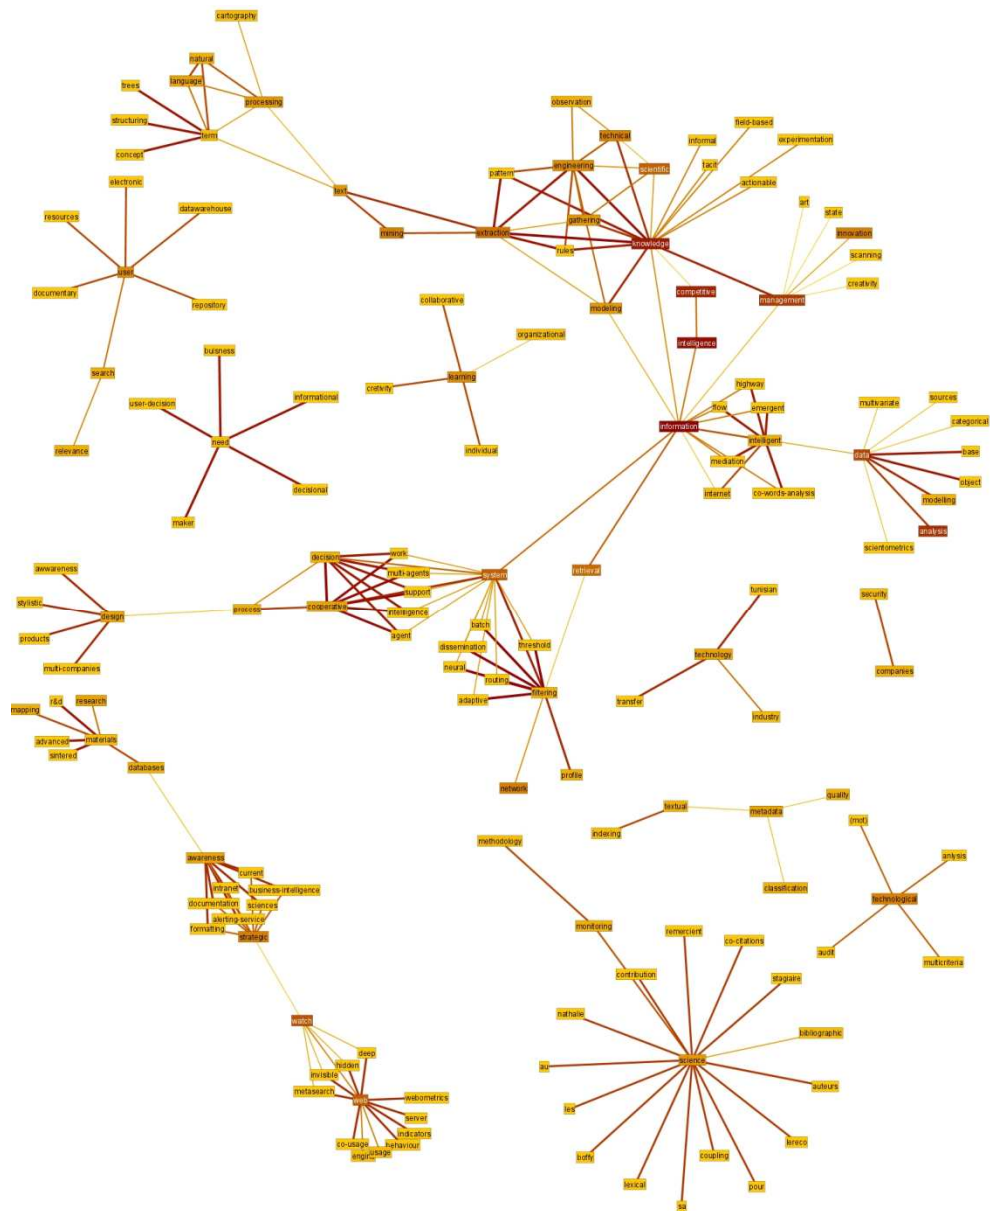 cartography
natural
language
trees
processing
structuring
term
concept
observation
technical
field-based
informal
experimentation
engineering
scientific
tacit
pattern
actionable
electronic
text
resources
datawarehouse
art
state
mining
extraction
gathering
innovation
knowledge
rules
scanning
user
creativity
competitive
management
documentary
repository
modeling
collaborative
organizational
intelligence
buisness
search
learning
cretivity
highway
user-decision
informational
flow
emergent
multivariate
sources
information
categorical
need
intelligent
relevance
individual
data
base
mediation
object
decisional
internet
co-words-analysis
modelling
maker
analysis
scientometrics
decision
work
awwareness
multi-agents
system
retrieval
support
stylistic
process
cooperative
interingence
design
tunisian
security
products
agent
batch
dissemination
threshold
technology
multi-companies
neural
routing
filtering
companies
adaptive
transfer
industry
r&d
research
mapping
materials
advanced
sintered
databases
network
profile
textual
metadata
quality
indexing
methodology
(mot)
anlysis
awareness
current
intranet
business-intelligence
classification
documentation
sciences
technological
alerting-service
formatting
strategic
monitoring
remercient
co-citations
audit
multicriteria
contribution
stagiaire
nathalie
watch
bibliographic
deep
hidden
science
au
invisible
metasearch
auteurs
webometrics
les
server
indicators
co-usage
behaviour
usage
lereco
engine
coupling
lexical
pour
sa